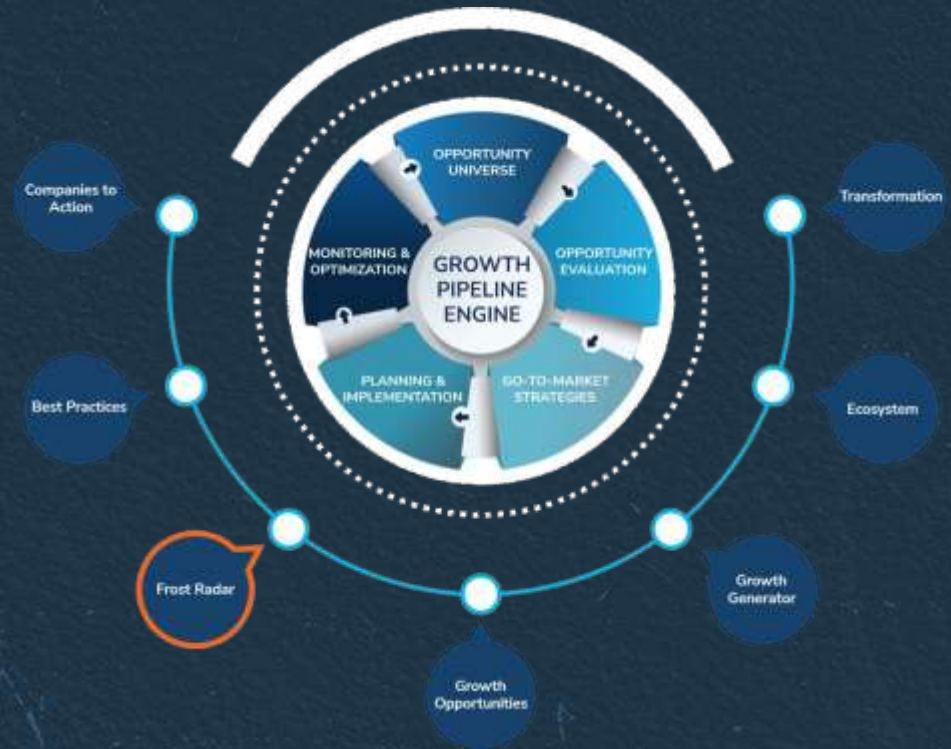 OPPORTUNITY
UNIVERSE
OPPORTUNITY
EVALUATION
GO-TO-MARKET
STRATEGIES
PLANNING &
IMPLEMENTATION
MONITORING &
OPTIMIZATION
GROWTH
PIPELINE
ENGINE
Companies to
Action
Best Practices
Frost Radar
Growth
Opportunities
Growth
Generator
Ecosystem
Transformation